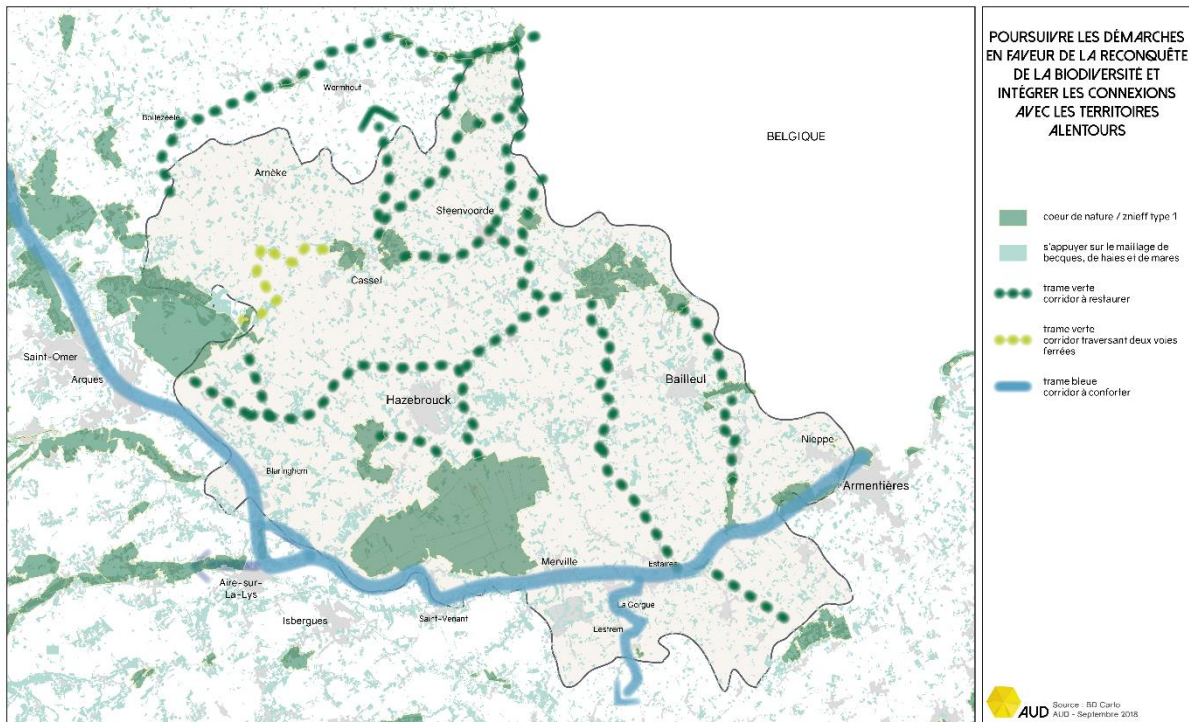 POURSUIVRE LES DÉMARCHES
EN FAVEUR DE LA RECONQUÊTE
DE LA BIODIVERSITÉ ET
INTÉGRER LES CONNEXIONS
AVEC LES TERRITOIRES
ALENTOURS
coeur de nature / znieff type 1
s'appuyer sur le maillage de
becques, de haies et de mares
trame verte
corridor à restaurer
trame verte
corridor traversant deux voies
ferrées
trame bleue
corridor à conforter
AUD
Source : BD Carto
AUD - Septembre 2018
Wormhout
Bollezeele
BELGIQUE
Arnèke
Steenvoorde
Cassel
Saint-Omer
Arques
Bailleul
Hazebrouck
Nieppe
Blaringhem
Armentières
Merville
Estaires
Aire-sur-
La-Lys
La Gorgue
Isbergues
Saint-Venant
Lestrem